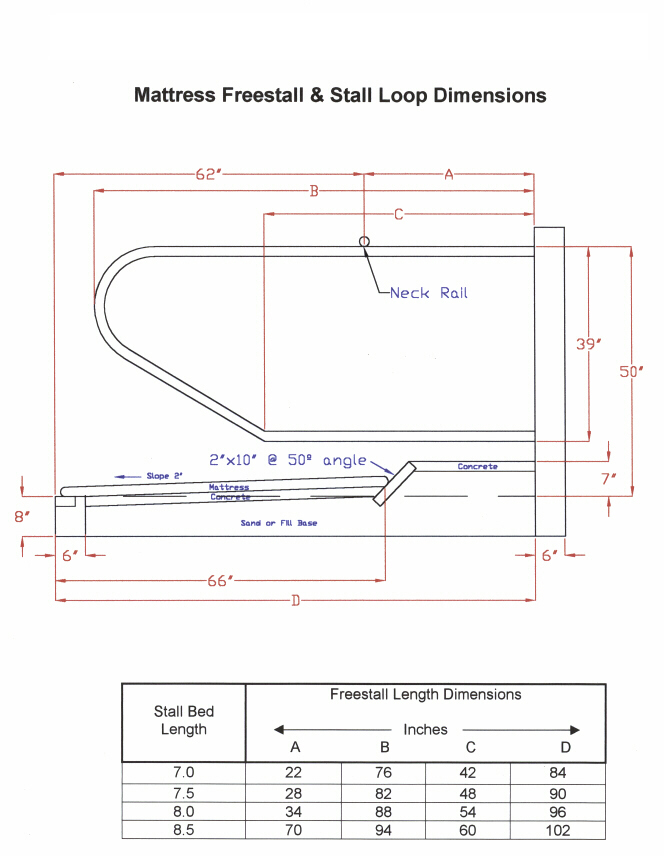 Mattress Freestall & Stall Loop Dimensions
62"
A
B
C
Neck Rail
39"
50"
2"x10" @ 50º angle
Slope 2"
Mattress
Concrete
Concrete
7"
8"
Sand or Fill Base
6"
6"
66"
D
Stall Bed Length
Freestall Length Dimensions
Inches
A B C D
7.0 22 76 42 84
7.5 28 82 48 90
8.0 34 88 54 96
8.5 70 94 60 102